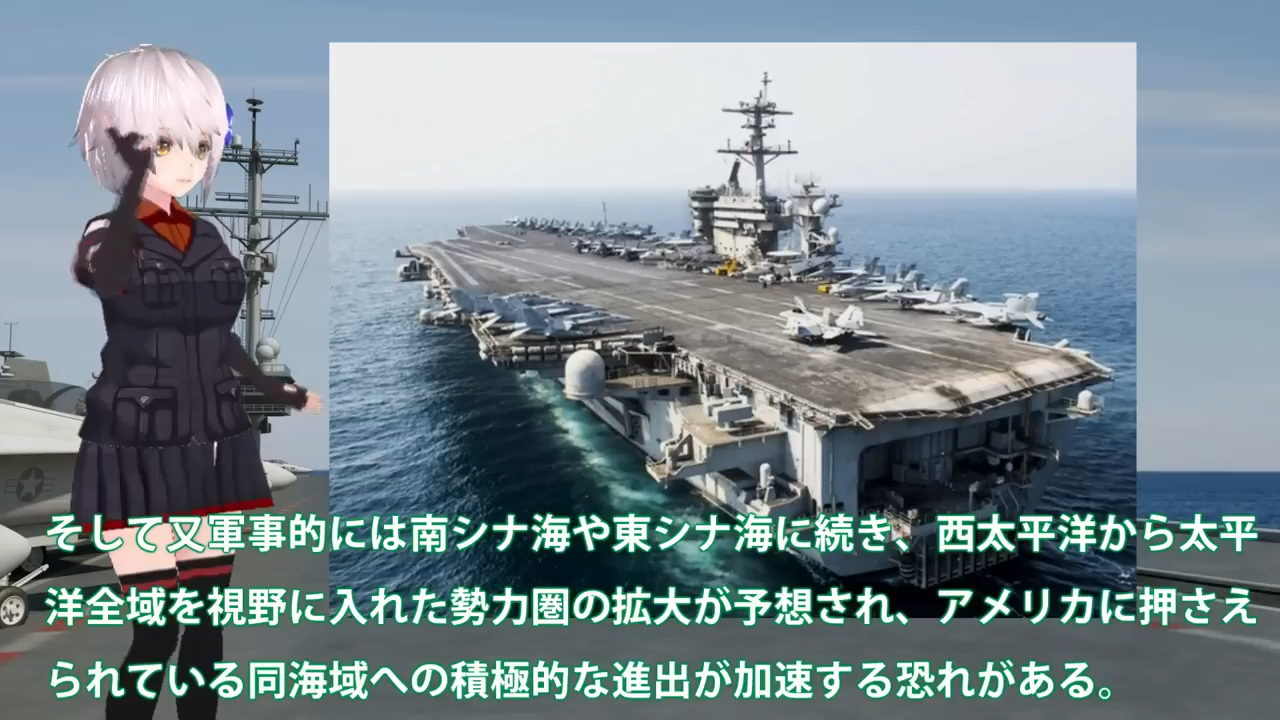 そして又軍事的には南シナ海や東シナ海に続き、西太平洋から太平
洋全域を視野に入れた勢力圏の拡大が予想され、アメリカに押さえ
られている同海域への積極的な進出が加速する恐れがある。